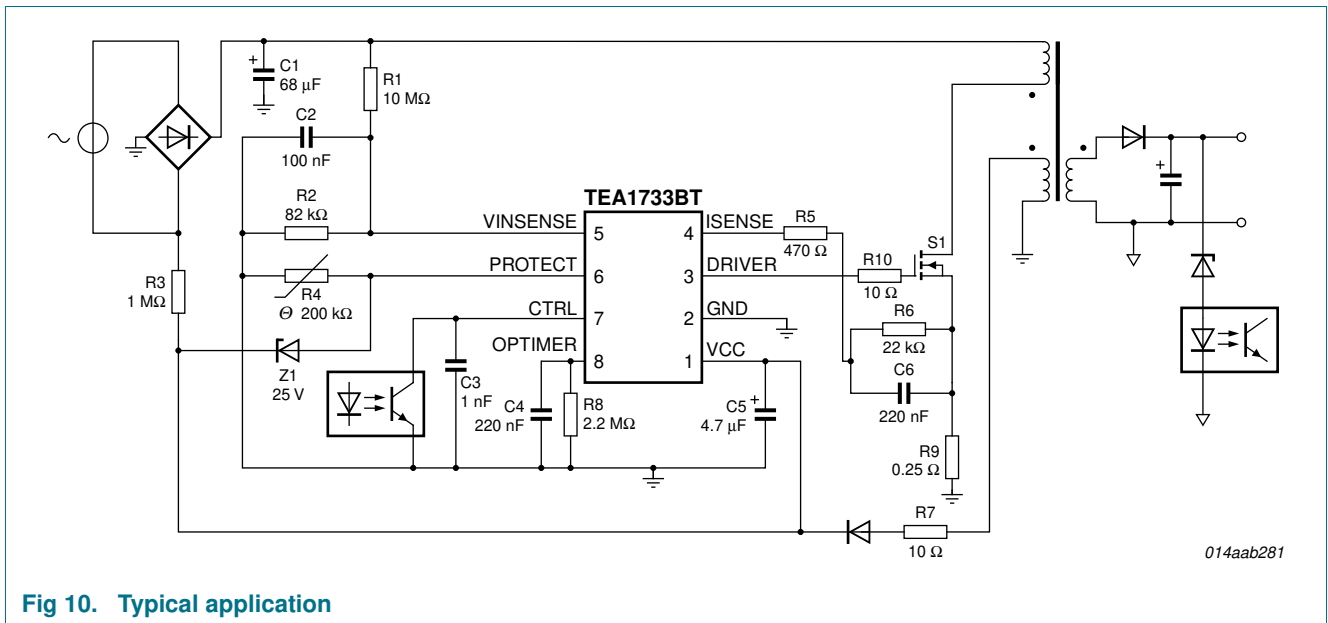 C1
68 μF
R1
10 MΩ
C2
100 nF
R2
82 kΩ
R3
1 MΩ
R4
Θ 200 kΩ
Z1
25 V
TEA1733BT
VINSENSE 5
PROTECT 6
CTRL 7
OPTIMER 8
4 ISENSE
3 DRIVER
2 GND
1 VCC
R5
470 Ω
R10
10 Ω
S1
R6
22 kΩ
C6
220 nF
R9
0.25 Ω
C3
1 nF
C4
220 nF
R8
2.2 MΩ
C5
4.7 μF
R7
10 Ω
014aab281
Fig 10. Typical application